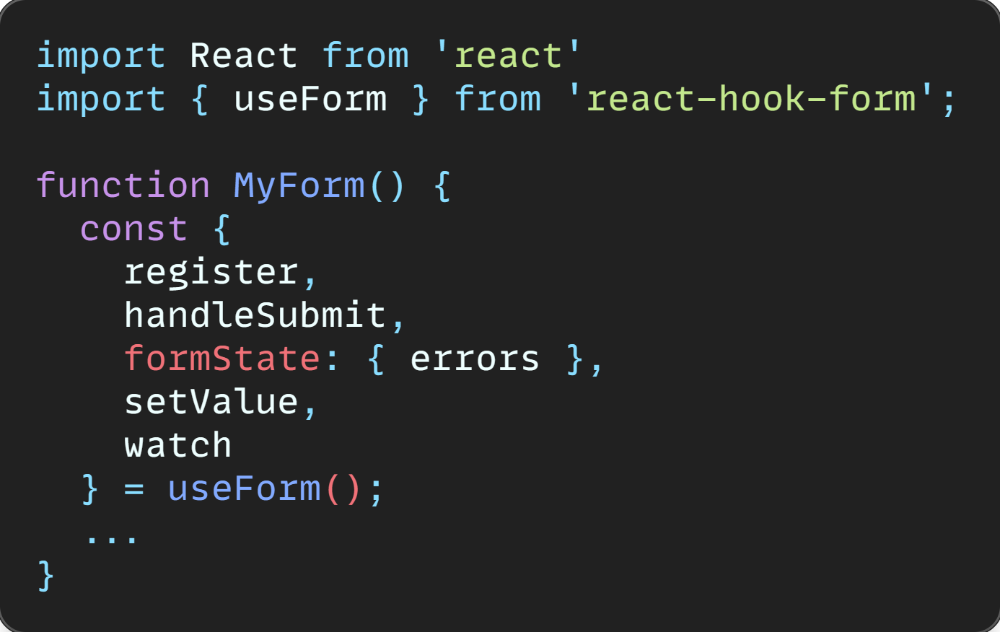 import React from 'react'
import { useForm } from 'react-hook-form';

function MyForm() {
  const {
    register,
    handleSubmit,
    formState: { errors },
    setValue,
    watch
  } = useForm();
  ...
}